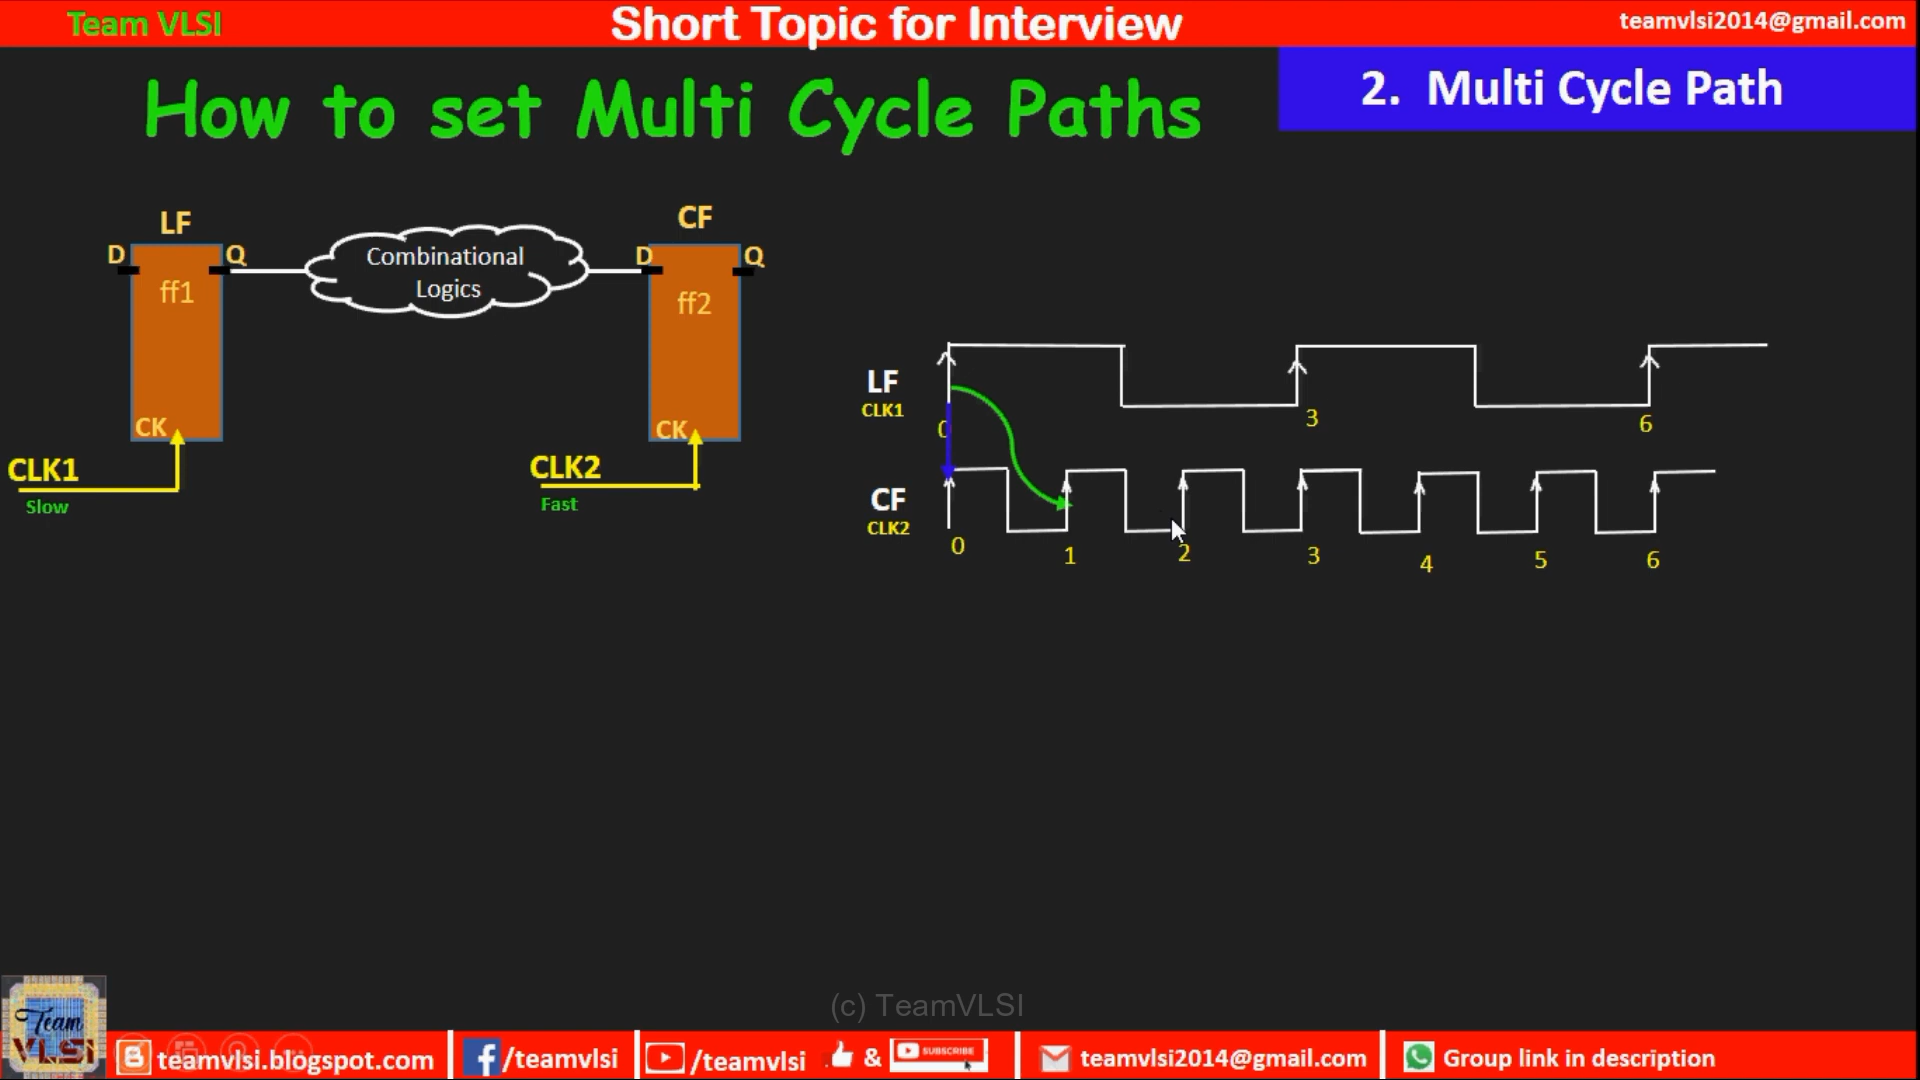 Team VLSI
Short Topic for Interview
teamvlsi2014@gmail.com
How to set Multi Cycle Paths
2. Multi Cycle Path
LF
CF
D
Q
D
Q
ff1
Combinational
Logics
ff2
CK
CK
CLK1
Slow
CLK2
Fast
LF
CLK1
0
3
6
CF
CLK2
0
1
2
3
4
5
6
(c) TeamVLSI
Team
VLSI
teamvlsi.blogspot.com
/teamvlsi
/teamvlsi
&
SUBSCRIBE
teamvlsi2014@gmail.com
Group link in description